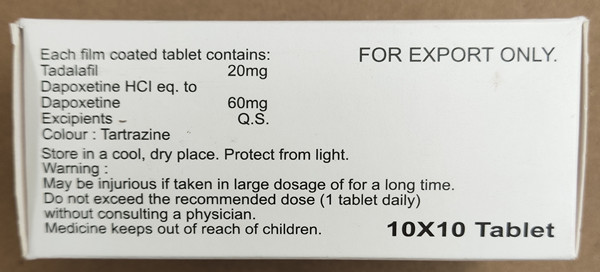 Each film coated tablet contains:
FOR EXPORT ONLY.
Tadalafil 20mg
Dapoxetine HCl eq. to
Dapoxetine 60mg
Excipients - Q.S.
Colour : Tartrazine
Store in a cool, dry place. Protect from light.
Warning :
May be injurious if taken in large dosage of for a long time.
Do not exceed the recommended dose (1 tablet daily)
without consulting a physician.
Medicine keeps out of reach of children.
10X10 Tablet